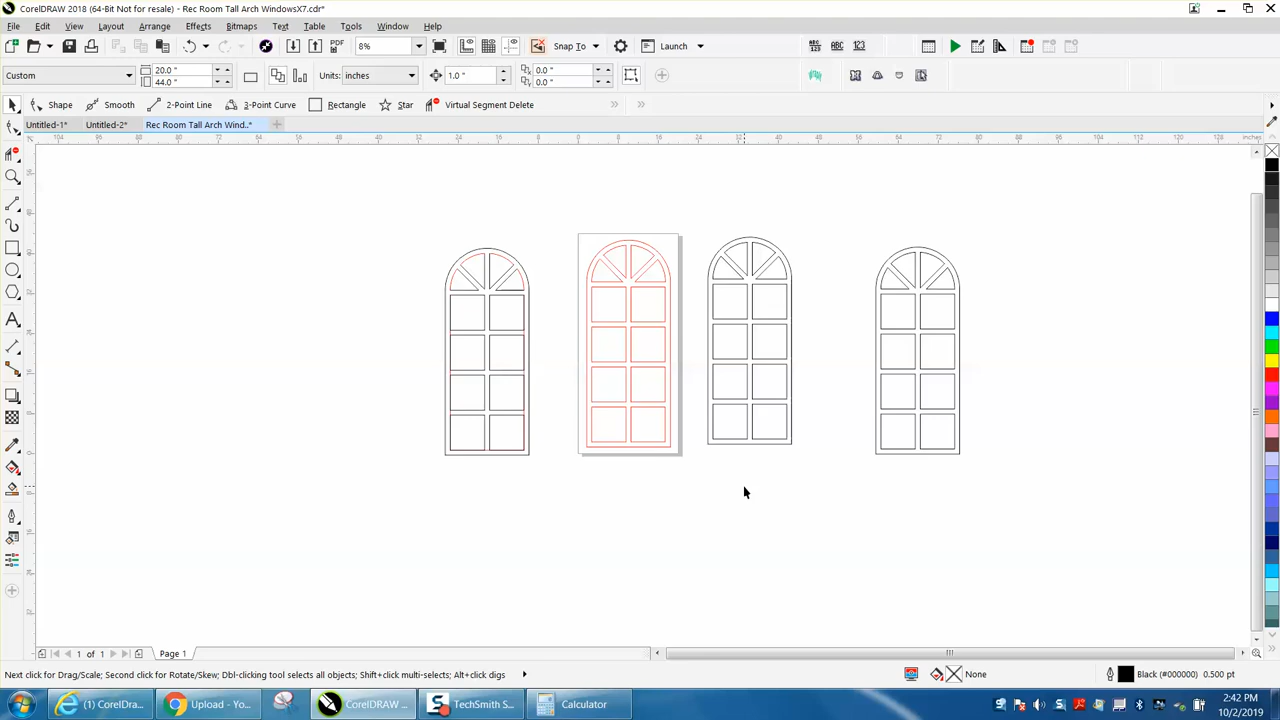 CorelDRAW 2018 (64-Bit Not for resale) - Rec Room Tall Arch WindowsX7.cdr*
File Edit View Layout Arrange Effects Bitmaps Text Table Tools Window Help
PDF 8% Snap To Launch
Custom 20.0 " 44.0 " Units: inches 1.0 " 0.0 " 0.0 "
Shape Smooth 2-Point Line 3-Point Curve Rectangle Star Virtual Segment Delete
Untitled-1* Untitled-2* Rec Room Tall Arch Wind..*
inches
1 of 1 Page 1
Next click for Drag/Scale; Second click for Rotate/Skew; Dbl-clicking tool selects all objects; Shift+click multi-selects; Alt+click digs
None Black (#000000) 0.500 pt
(1) CorelDra... Upload - Yo... CorelDRAW ... TechSmith S... Calculator
2:42 PM
10/2/2019